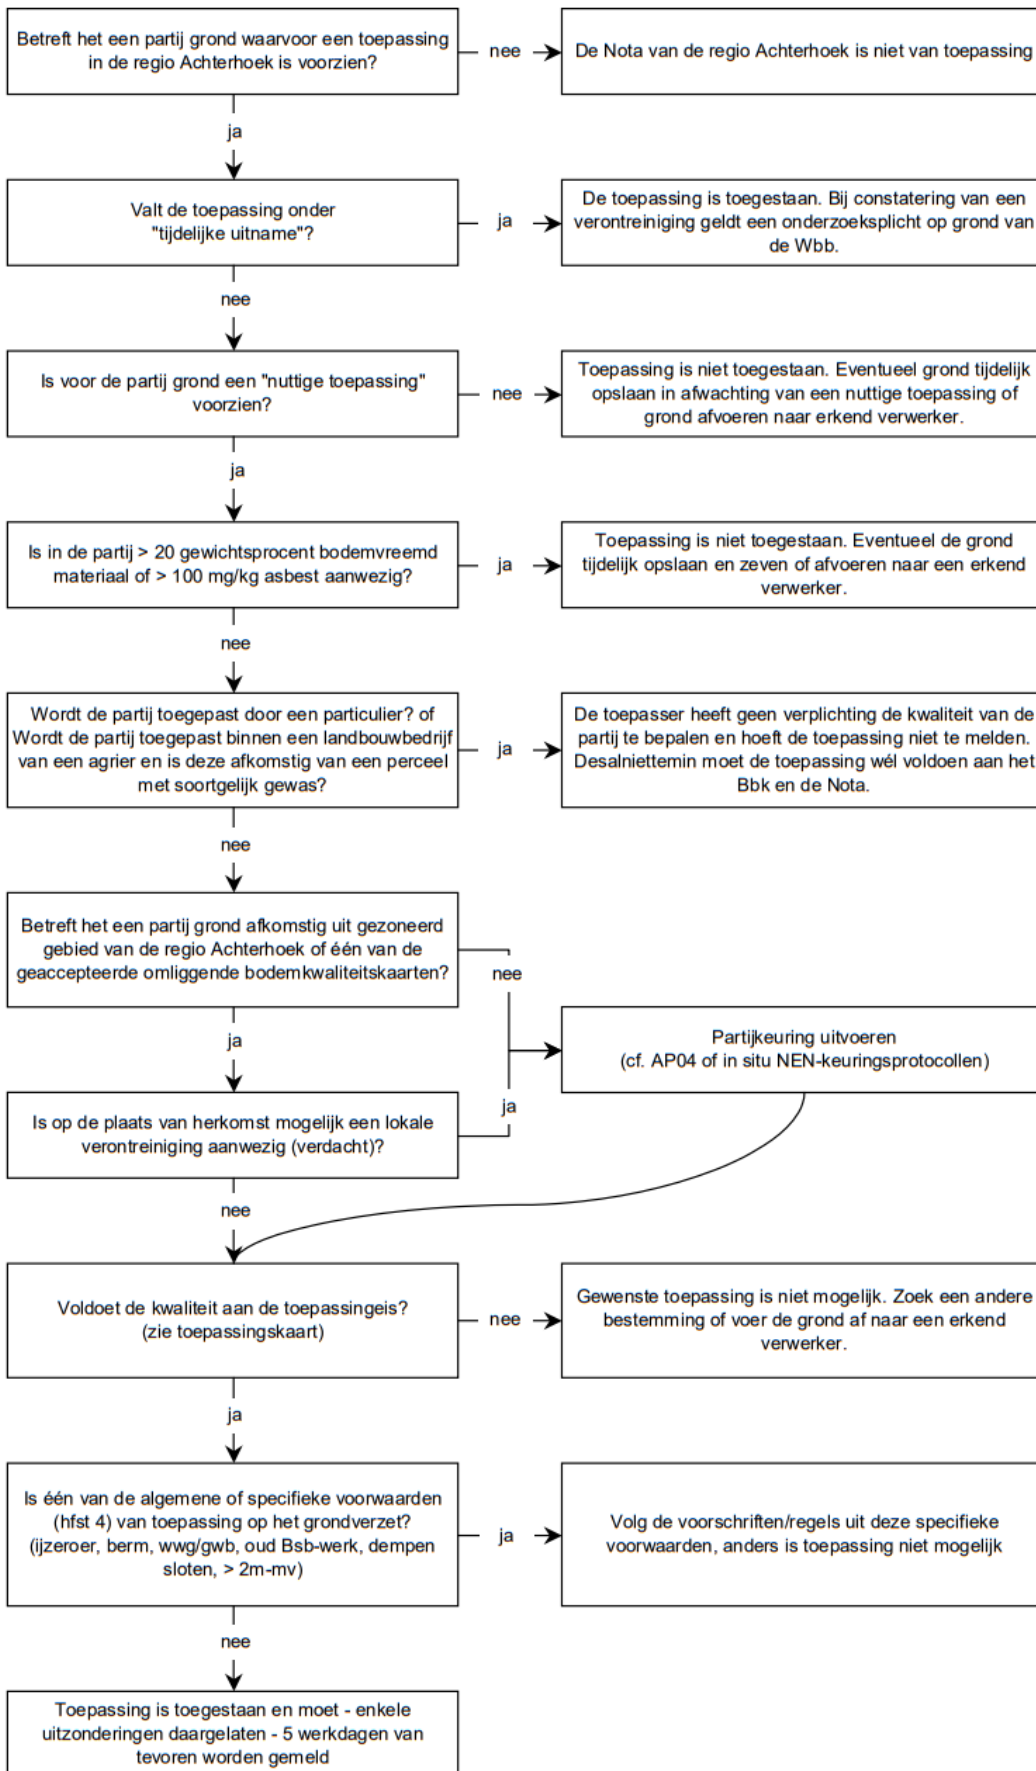 Betreft het een partij grond waarvoor een toepassing
in de regio Achterhoek is voorzien?
nee
De Nota van de regio Achterhoek is niet van toepassing
ja
Valt de toepassing onder
"tijdelijke uitname"?
ja
De toepassing is toegestaan. Bij constatering van een
verontreiniging geldt een onderzoeksplicht op grond van
de Wbb.
nee
Is voor de partij grond een "nuttige toepassing"
voorzien?
nee
Toepassing is niet toegestaan. Eventueel grond tijdelijk
opslaan in afwachting van een nuttige toepassing of
grond afvoeren naar erkend verwerker.
ja
Is in de partij > 20 gewichtsprocent bodemvreemd
materiaal of > 100 mg/kg asbest aanwezig?
ja
Toepassing is niet toegestaan. Eventueel de grond
tijdelijk opslaan en zeven of afvoeren naar een erkend
verwerker.
nee
Wordt de partij toegepast door een particulier? of
Wordt de partij toegepast binnen een landbouwbedrijf
van een agrier en is deze afkomstig van een perceel
met soortgelijk gewas?
ja
De toepasser heeft geen verplichting de kwaliteit van de
partij te bepalen en hoeft de toepassing niet te melden.
Desalniettemin moet de toepassing wél voldoen aan het
Bbk en de Nota.
nee
Betreft het een partij grond afkomstig uit gezoneerd
gebied van de regio Achterhoek of één van de
geaccepteerde omliggende bodemkwaliteitskaarten?
nee
ja
Partijkeuring uitvoeren
(cf. AP04 of in situ NEN-keuringsprotocollen)
ja
Is op de plaats van herkomst mogelijk een lokale
verontreiniging aanwezig (verdacht)?
nee
Voldoet de kwaliteit aan de toepassingeis?
(zie toepassingskaart)
nee
Gewenste toepassing is niet mogelijk. Zoek een andere
bestemming of voer de grond af naar een erkend
verwerker.
ja
Is één van de algemene of specifieke voorwaarden
(hfst 4) van toepassing op het grondverzet?
(ijzeroer, berm, wwg/gwb, oud Bsb-werk, dempen
sloten, > 2m-mv)
ja
Volg de voorschriften/regels uit deze specifieke
voorwaarden, anders is toepassing niet mogelijk
nee
Toepassing is toegestaan en moet - enkele
uitzonderingen daargelaten - 5 werkdagen van
tevoren worden gemeld